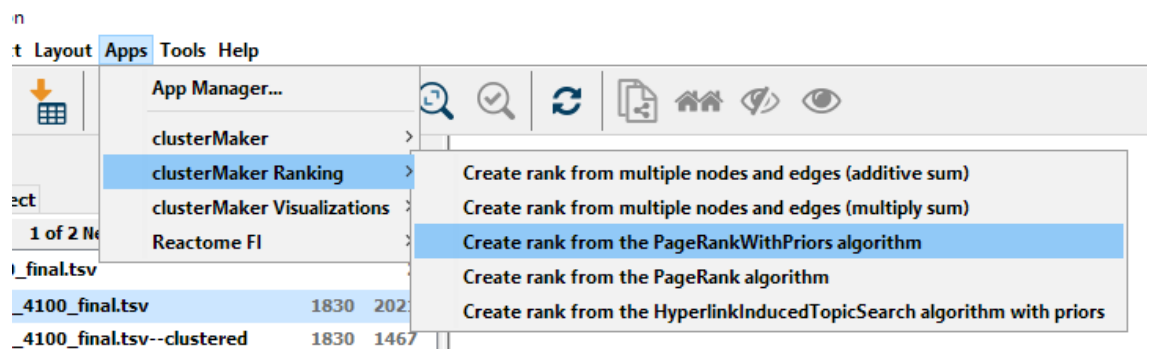 on
t Layout Apps Tools Help
App Manager...
clusterMaker
clusterMaker Ranking
Create rank from multiple nodes and edges (additive sum)
ect
clusterMaker Visualizations
Create rank from multiple nodes and edges (multiply sum)
1 of 2 Ne
Reactome FI
Create rank from the PageRankWithPriors algorithm
)_final.tsv
Create rank from the PageRank algorithm
_4100_final.tsv 1830 202
Create rank from the HyperlinkInducedTopicSearch algorithm with priors
_4100_final.tsv--clustered 1830 1467